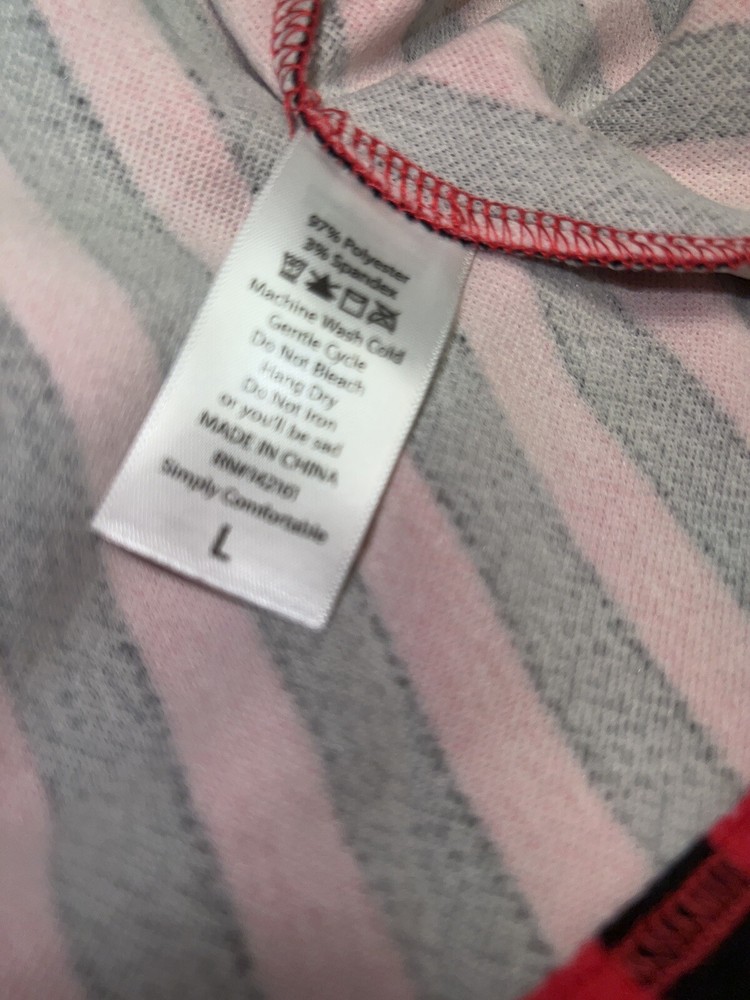 97% Polyester
3% Spandex
Machine Wash Cold
Gentle Cycle
Do Not Bleach
Hang Dry
Do Not Iron
or you'll be sad
MADE IN CHINA
Simply Comfortable
L